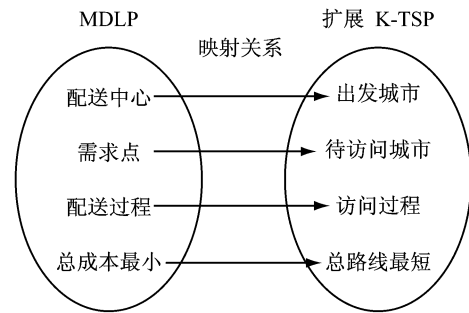 MDLP
扩展 K-TSP
映射关系
配送中心
出发城市
需求点
待访问城市
配送过程
访问过程
总成本最小
总路线最短